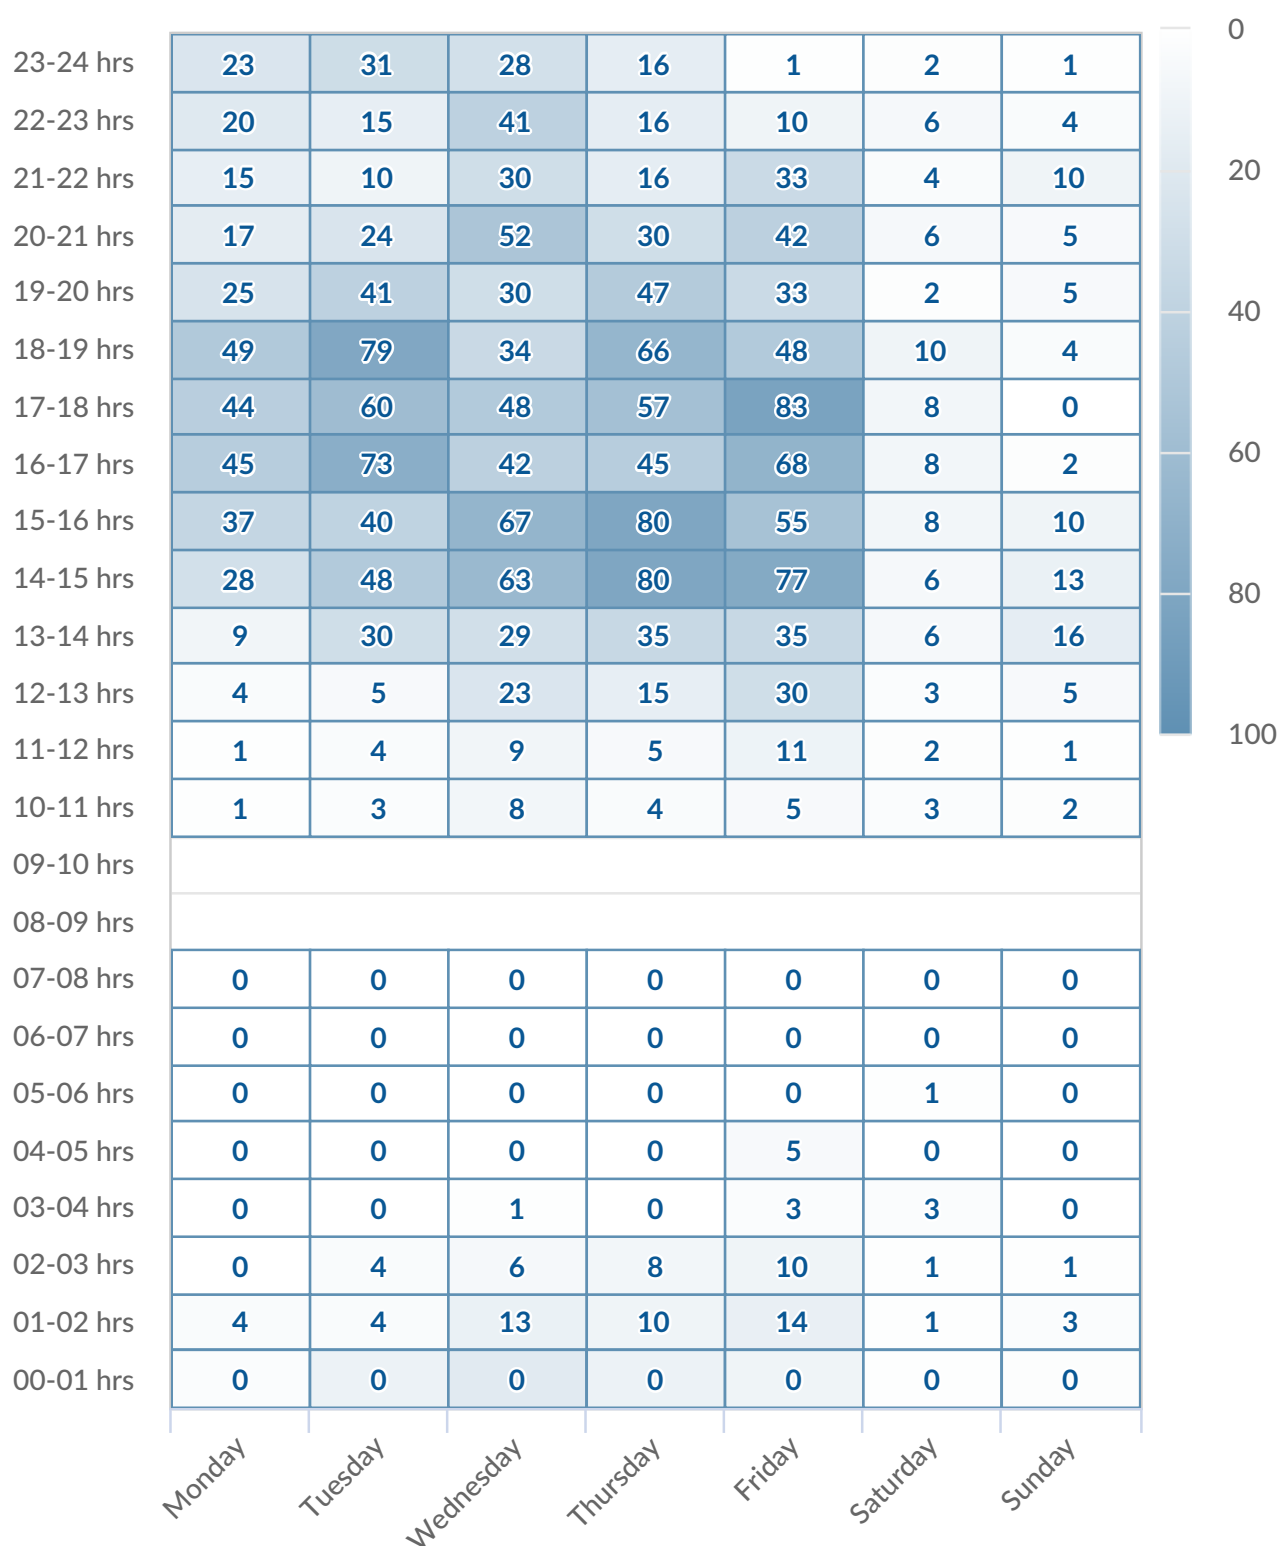 23-24 hrs 23 31 28 16 1 2 1
22-23 hrs 20 15 41 16 10 6 4
21-22 hrs 15 10 30 16 33 4 10
20-21 hrs 17 24 52 30 42 6 5
19-20 hrs 25 41 30 47 33 2 5
18-19 hrs 49 79 34 66 48 10 4
17-18 hrs 44 60 48 57 83 8 0
16-17 hrs 45 73 42 45 68 8 2
15-16 hrs 37 40 67 80 55 8 10
14-15 hrs 28 48 63 80 77 6 13
13-14 hrs 9 30 29 35 35 6 16
12-13 hrs 4 5 23 15 30 3 5
11-12 hrs 1 4 9 5 11 2 1
10-11 hrs 1 3 8 4 5 3 2
09-10 hrs
08-09 hrs
07-08 hrs 0 0 0 0 0 0 0
06-07 hrs 0 0 0 0 0 0 0
05-06 hrs 0 0 0 0 0 1 0
04-05 hrs 0 0 0 0 5 0 0
03-04 hrs 0 0 1 0 3 3 0
02-03 hrs 0 4 6 8 10 1 1
01-02 hrs 4 4 13 10 14 1 3
00-01 hrs 0 0 0 0 0 0 0
Monday Tuesday Wednesday Thursday Friday Saturday Sunday
0
20
40
60
80
100